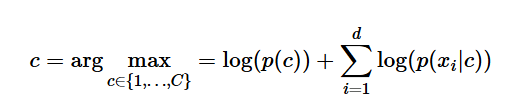 c = arg max_{c∈{1,…,C}} = log(p(c)) + ∑_{i=1}^{d} log(p(x_i|c))